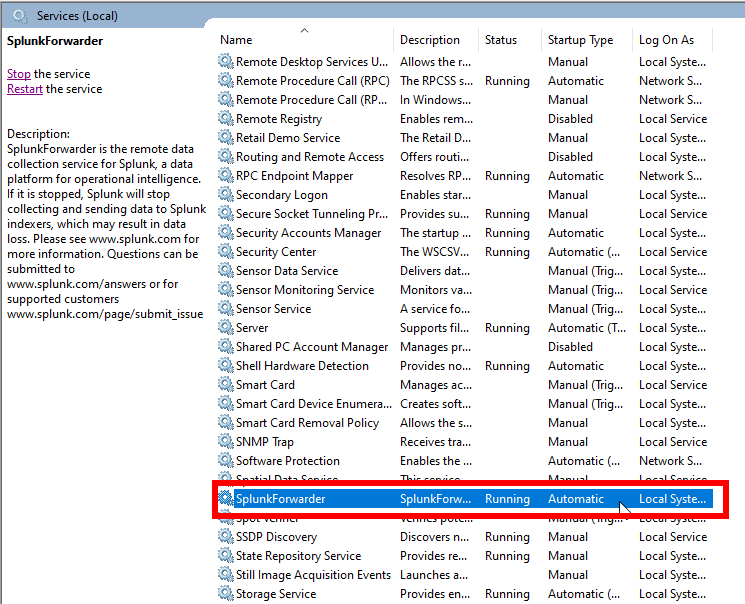 Services (Local)
SplunkForwarder
Stop the service
Restart the service
Description:
SplunkForwarder is the remote data
collection service for Splunk, a data
platform for operational intelligence.
If it is stopped, Splunk will stop
collecting and sending data to Splunk
indexers, which may result in data
loss. Please see www.splunk.com for
more information. Questions can be
submitted to
www.splunk.com/answers or for
supported customers
www.splunk.com/page/submit_issue
Name Description Status Startup Type Log On As
Remote Desktop Services U... Allows the r... Manual Local Syste...
Remote Procedure Call (RPC) The RPCSS s... Running Automatic Network S...
Remote Procedure Call (RP... In Windows... Manual Network S...
Remote Registry Enables rem... Disabled Local Service
Retail Demo Service The Retail D... Manual Local Syste...
Routing and Remote Access Offers routi... Disabled Local Syste...
RPC Endpoint Mapper Resolves RP... Running Automatic Network S...
Secondary Logon Enables star... Manual Local Syste...
Secure Socket Tunneling Pr... Provides su... Running Manual Local Service
Security Accounts Manager The startup ... Running Automatic Local Syste...
Security Center The WSCSV... Running Automatic (... Local Service
Sensor Data Service Delivers dat... Manual (Trig... Local Syste...
Sensor Monitoring Service Monitors va... Manual (Trig... Local Service
Sensor Service A service fo... Manual (Trig... Local Syste...
Server Supports fil... Running Automatic (T... Local Syste...
Shared PC Account Manager Manages pr... Disabled Local Syste...
Shell Hardware Detection Provides no... Running Automatic Local Syste...
Smart Card Manages ac... Manual (Trig... Local Service
Smart Card Device Enumera... Creates soft... Manual (Trig... Local Syste...
Smart Card Removal Policy Allows the s... Manual Local Syste...
SNMP Trap Receives tra... Manual Local Service
Software Protection Enables the ... Automatic (... Network S...
Spatial Data Service This service ... Manual Local Service
SplunkForwarder SplunkForw... Running Automatic Local Syste...
Spot Verifier Verifies pote... Manual (Trig... Local Syste...
SSDP Discovery Discovers n... Running Manual Local Service
State Repository Service Provides re... Running Manual Local Syste...
Still Image Acquisition Events Launches a... Manual Local Syste...
Storage Service Provides en... Running Automatic (... Local Syste...